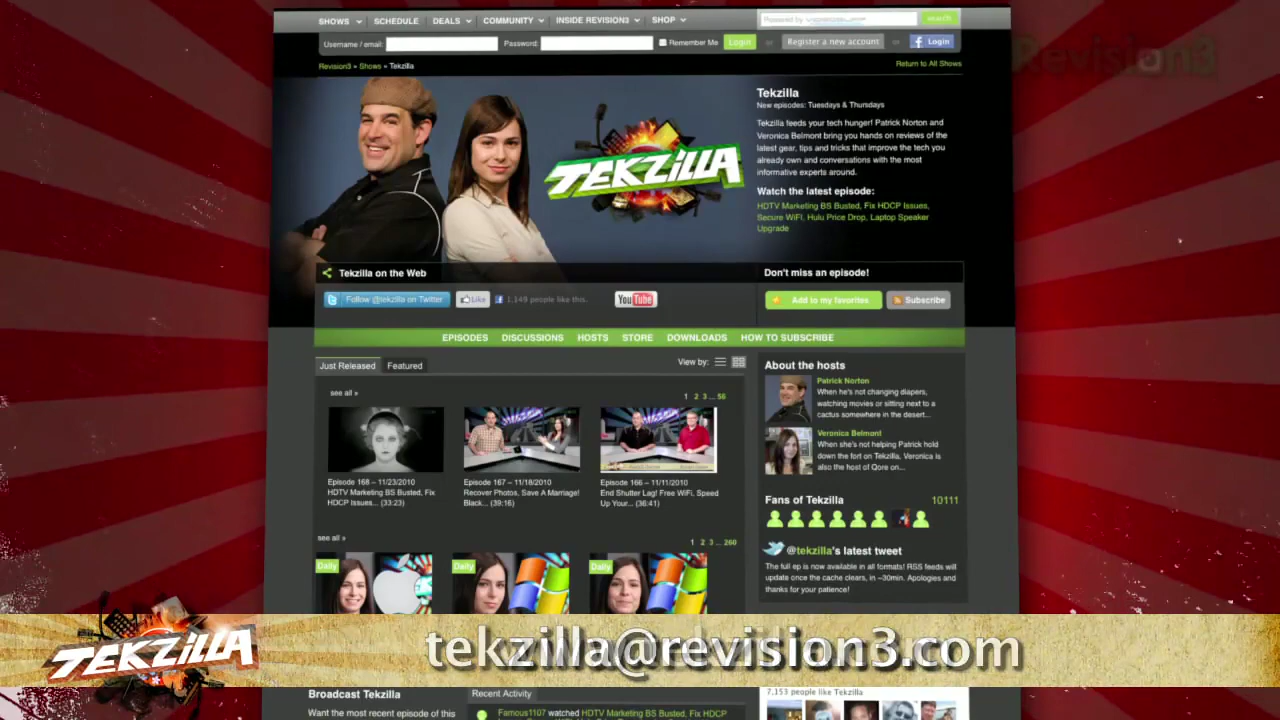 SHOWS SCHEDULE DEALS COMMUNITY INSIDE REVISION3 SHOP
Powered by
search
Username / email: Password: Remember Me Login or Register a new account or Login
Revision3
Revision3 » Shows » Tekzilla
Return to All Shows
TEKZILLA
Tekzilla
New episodes: Tuesdays & Thursdays
Tekzilla feeds your tech hunger! Patrick Norton and
Veronica Belmont bring you hands on reviews of the
latest gear, tips and tricks that improve the tech you
already own and conversations with the most
informative experts around.
Watch the latest episode:
HDTV Marketing BS Busted, Fix HDCP Issues,
Secure WiFi, Hulu Price Drop, Laptop Speaker
Upgrade
Tekzilla on the Web
Follow @tekzilla on Twitter Like 1,149 people like this. YouTube
Don't miss an episode!
Add to my favorites Subscribe
EPISODES DISCUSSIONS HOSTS STORE DOWNLOADS HOW TO SUBSCRIBE
Just Released Featured View by:
see all »
1 2 3 ... 56
Episode 168 – 11/23/2010
HDTV Marketing BS Busted, Fix
HDCP Issues... (33:23)
Episode 167 – 11/18/2010
Recover Photos, Save A Marriage!
Black... (39:16)
Episode 166 – 11/11/2010
End Shutter Lag! Free WiFi, Speed
Up Your... (36:41)
see all »
1 2 3 ... 260
Daily
Daily
Daily
About the hosts
Patrick Norton
When he's not changing diapers,
watching movies or sitting next to a
cactus somewhere in the desert...
Veronica Belmont
When she's not helping Patrick hold
down the fort on Tekzilla, Veronica is
also the host of Qore on...
Fans of Tekzilla 10111
@tekzilla's latest tweet
The full ep is now available in all formats! RSS feeds will
update once the cache clears, in ~30min. Apologies and
thanks for your patience!
TEKZILLA
tekzilla@revision3.com
Broadcast Tekzilla
Want the most recent episode of this
Recent Activity
Famous1107 watched HDTV Marketing BS Busted, Fix HDCP
7,153 people like Tekzilla